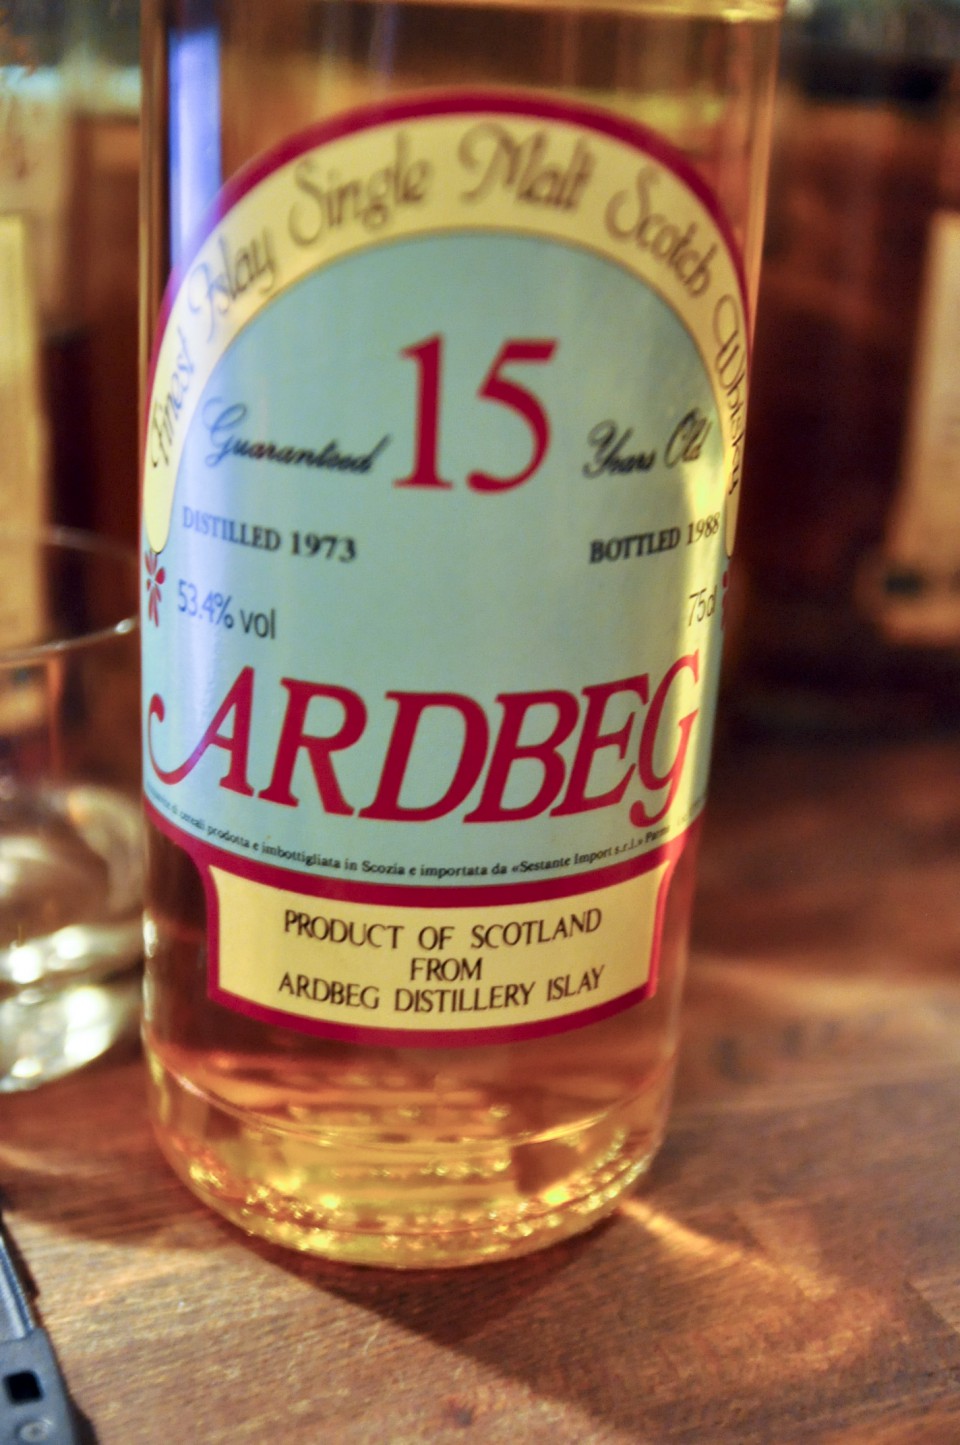 Finest Islay Single Malt Scotch Whisky
15
Guaranteed Years Old
DISTILLED 1973 BOTTLED 1988
53.4% vol 75cl
ARDBEG
di cereali prodotta e imbottigliata in Scozia e importata da «Sestante Import s.r.l.» Parma
PRODUCT OF SCOTLAND
FROM
ARDBEG DISTILLERY ISLAY